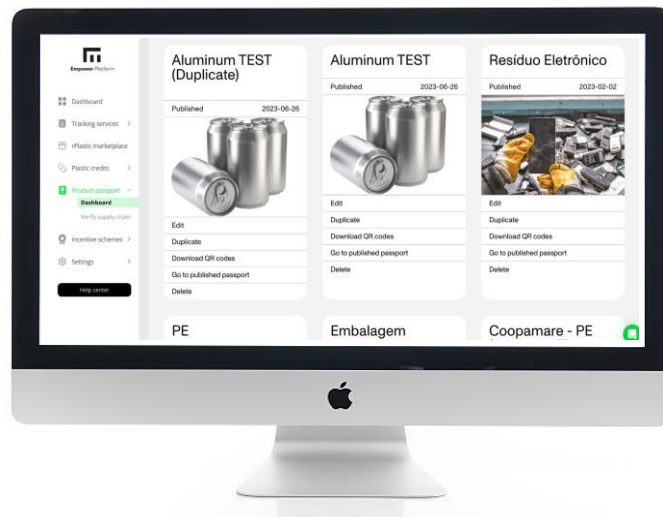 Empower Platform
Dashboard
Tracking services
rPlastic marketplace
Plastic credits
Product passport
Dashboard
Verify supply chain
Incentive schemes
Settings
Help center
Aluminum TEST
(Duplicate)
Published 2023-06-26
Edit
Duplicate
Download QR codes
Go to published passport
Delete
Aluminum TEST
Published 2023-06-26
Edit
Duplicate
Download QR codes
Go to published passport
Delete
Resíduo Eletrônico
Published 2023-02-02
Edit
Duplicate
Download QR codes
Go to published passport
Delete
PE
Embalagem
Coopamare - PE